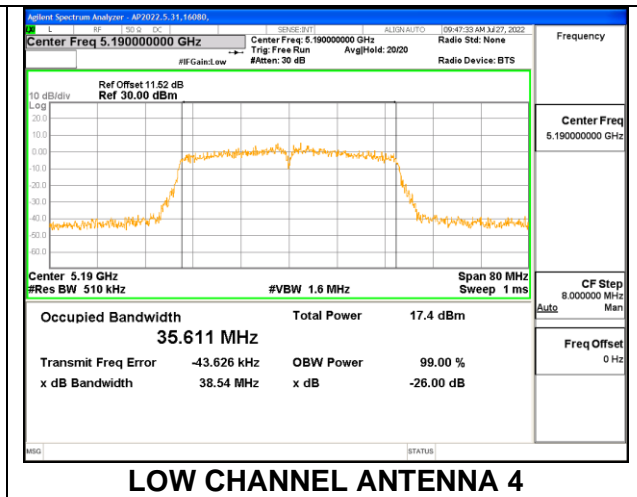 Agilent Spectrum Analyzer - AP2022.5.31,16080,
L RF 50 Ω DC SENSE:INT ALIGN AUTO 09:47:33 AM Jul 27, 2022
Center Freq 5.190000000 GHz Center Freq: 5.190000000 GHz Radio Std: None
Trig: Free Run Avg|Hold: 20/20
#IFGain:Low #Atten: 30 dB Radio Device: BTS
Frequency
Ref Offset 11.52 dB
10 dB/div Ref 30.00 dBm
Log
20.0
10.0
0.00
-10.0
-20.0
-30.0
-40.0
-50.0
-60.0
Center 5.19 GHz Span 80 MHz
#Res BW 510 kHz #VBW 1.6 MHz Sweep 1 ms
Center Freq
5.190000000 GHz
CF Step
8.000000 MHz
Auto Man
Freq Offset
0 Hz
Occupied Bandwidth Total Power 17.4 dBm
35.611 MHz
Transmit Freq Error -43.626 kHz OBW Power 99.00 %
x dB Bandwidth 38.54 MHz x dB -26.00 dB
MSG STATUS
LOW CHANNEL ANTENNA 4